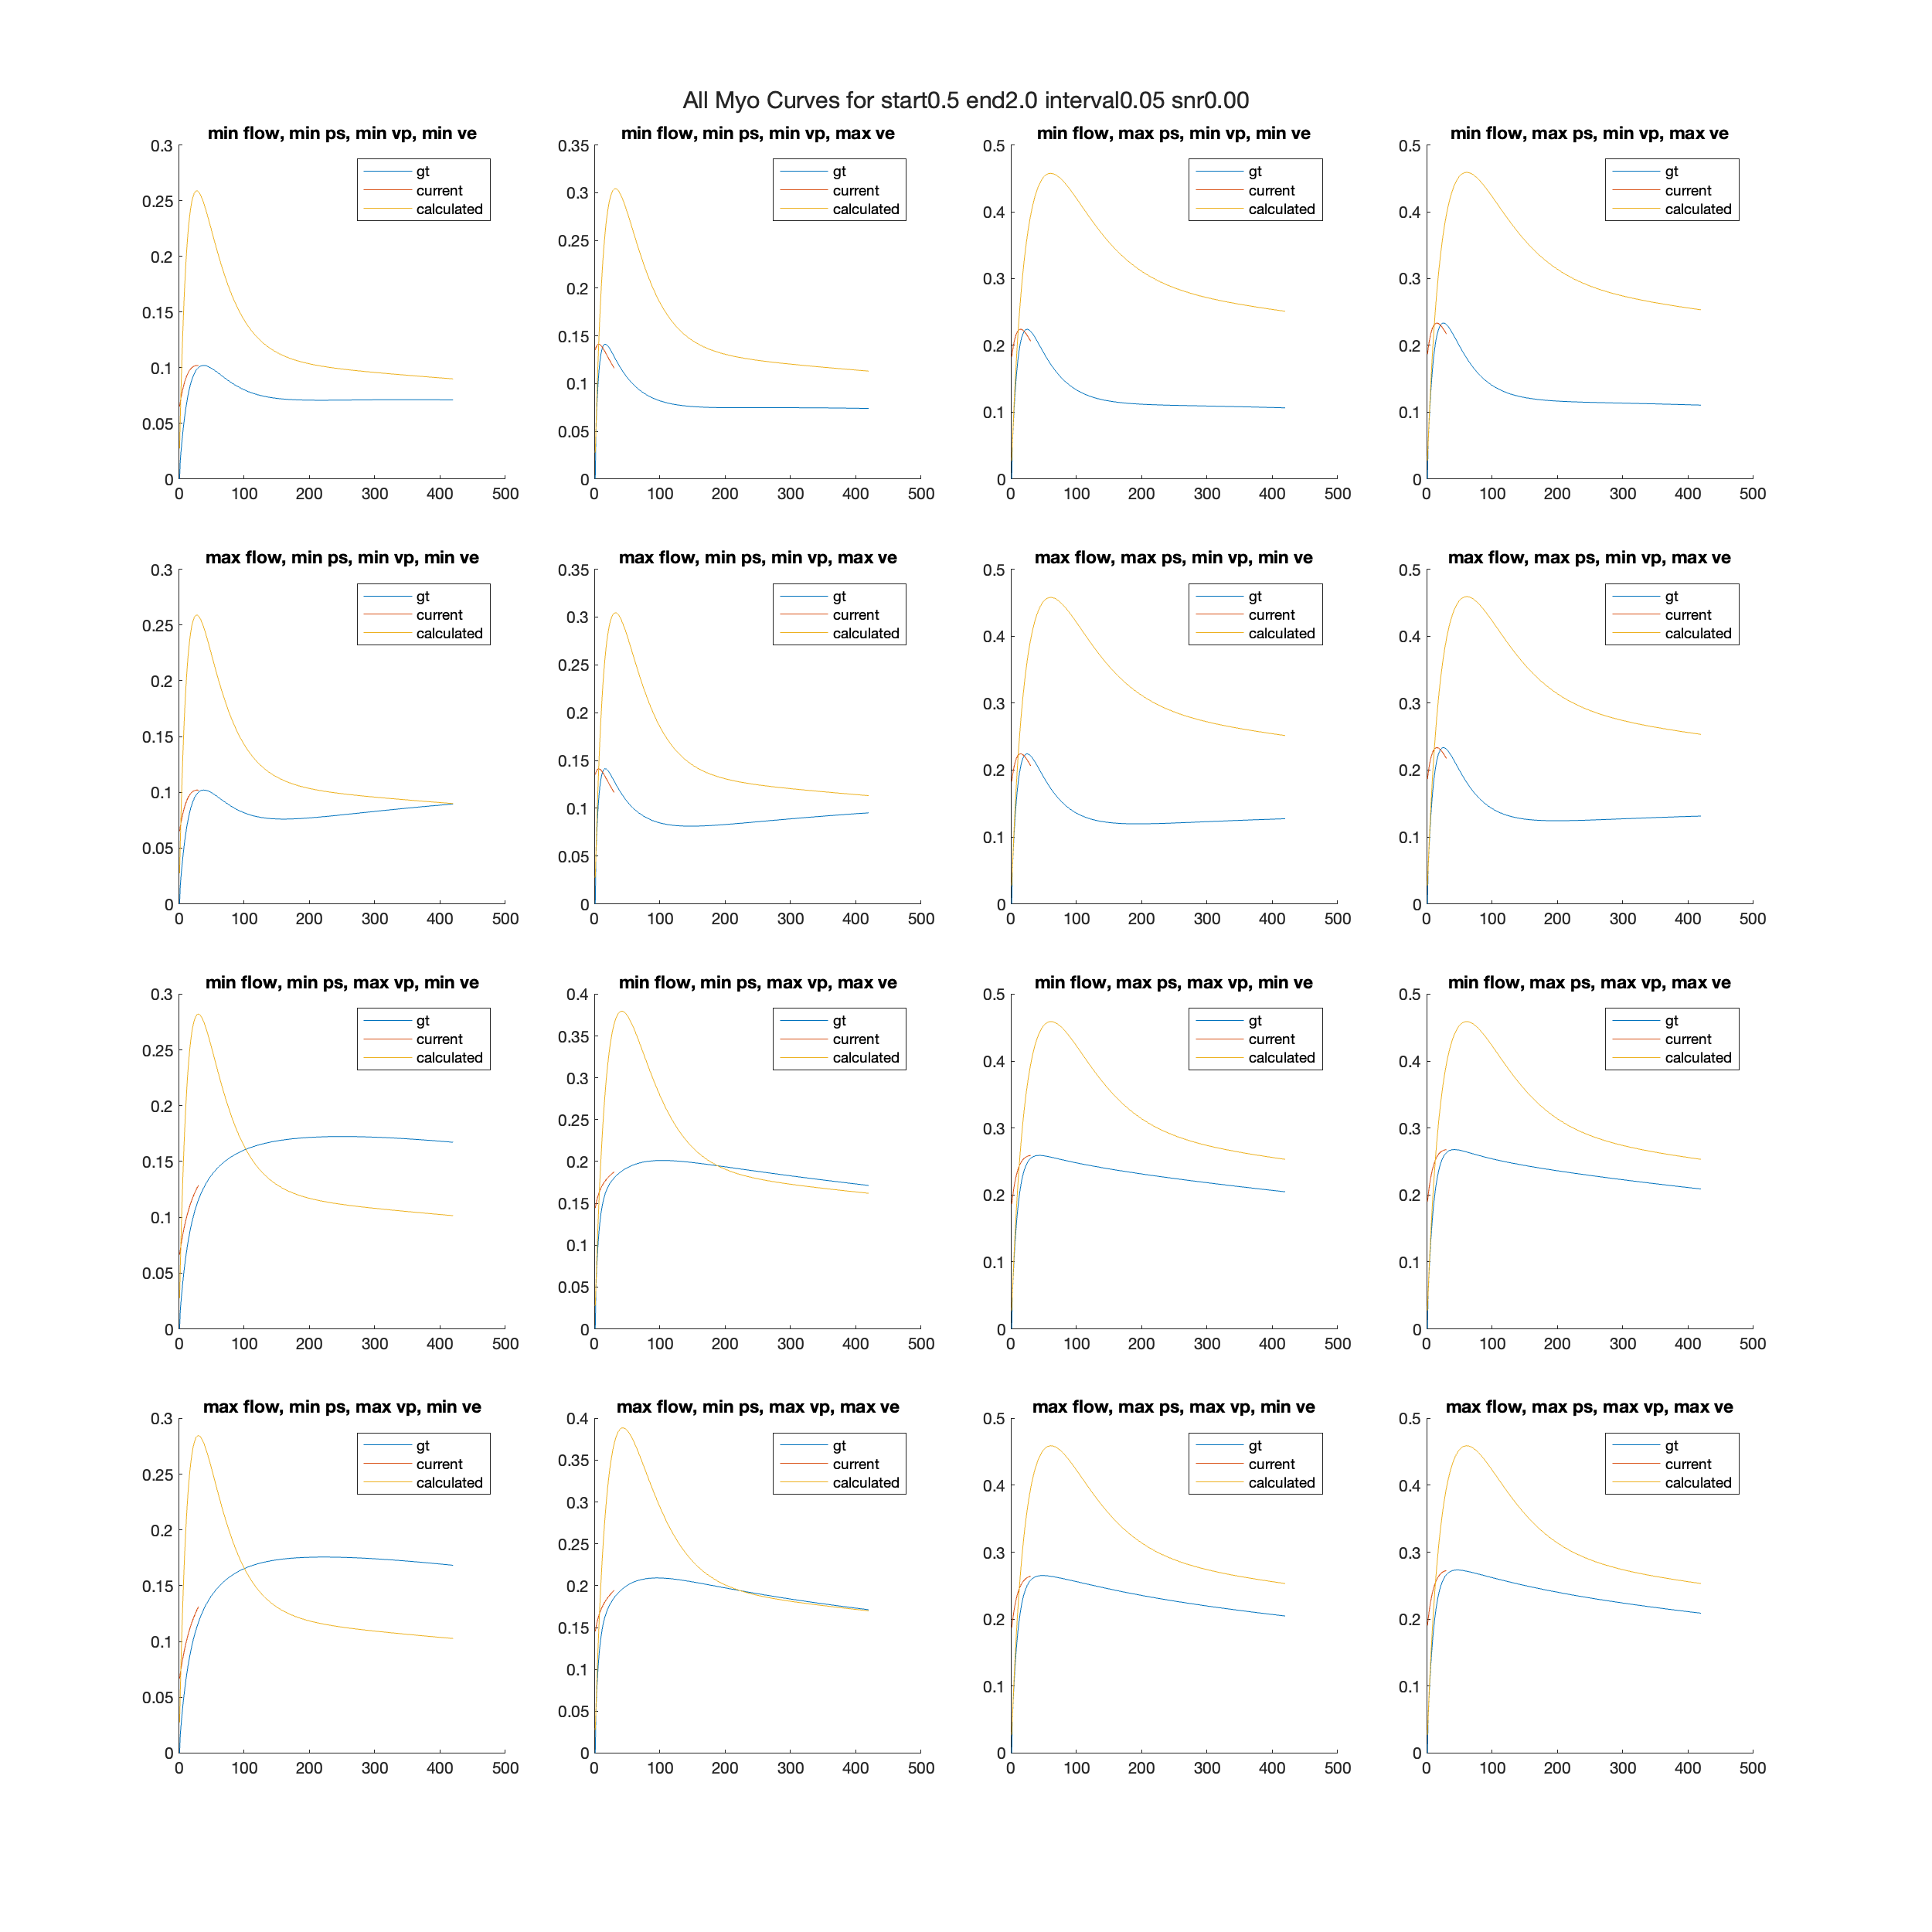 All Myo Curves for start0.5 end2.0 interval0.05 snr0.00
min flow, min ps, min vp, min ve
0.3
0.25
0.2
0.15
0.1
0.05
0
0 100 200 300 400 500
gt
current
calculated
min flow, min ps, min vp, max ve
0.35
0.3
0.25
0.2
0.15
0.1
0.05
0
0 100 200 300 400 500
gt
current
calculated
min flow, max ps, min vp, min ve
0.5
0.4
0.3
0.2
0.1
0
0 100 200 300 400 500
gt
current
calculated
min flow, max ps, min vp, max ve
0.5
0.4
0.3
0.2
0.1
0
0 100 200 300 400 500
gt
current
calculated
max flow, min ps, min vp, min ve
0.3
0.25
0.2
0.15
0.1
0.05
0
0 100 200 300 400 500
gt
current
calculated
max flow, min ps, min vp, max ve
0.35
0.3
0.25
0.2
0.15
0.1
0.05
0
0 100 200 300 400 500
gt
current
calculated
max flow, max ps, min vp, min ve
0.5
0.4
0.3
0.2
0.1
0
0 100 200 300 400 500
gt
current
calculated
max flow, max ps, min vp, max ve
0.5
0.4
0.3
0.2
0.1
0
0 100 200 300 400 500
gt
current
calculated
min flow, min ps, max vp, min ve
0.3
0.25
0.2
0.15
0.1
0.05
0
0 100 200 300 400 500
gt
current
calculated
min flow, min ps, max vp, max ve
0.4
0.35
0.3
0.25
0.2
0.15
0.1
0.05
0
0 100 200 300 400 500
gt
current
calculated
min flow, max ps, max vp, min ve
0.5
0.4
0.3
0.2
0.1
0
0 100 200 300 400 500
gt
current
calculated
min flow, max ps, max vp, max ve
0.5
0.4
0.3
0.2
0.1
0
0 100 200 300 400 500
gt
current
calculated
max flow, min ps, max vp, min ve
0.3
0.25
0.2
0.15
0.1
0.05
0
0 100 200 300 400 500
gt
current
calculated
max flow, min ps, max vp, max ve
0.4
0.35
0.3
0.25
0.2
0.15
0.1
0.05
0
0 100 200 300 400 500
gt
current
calculated
max flow, max ps, max vp, min ve
0.5
0.4
0.3
0.2
0.1
0
0 100 200 300 400 500
gt
current
calculated
max flow, max ps, max vp, max ve
0.5
0.4
0.3
0.2
0.1
0
0 100 200 300 400 500
gt
current
calculated